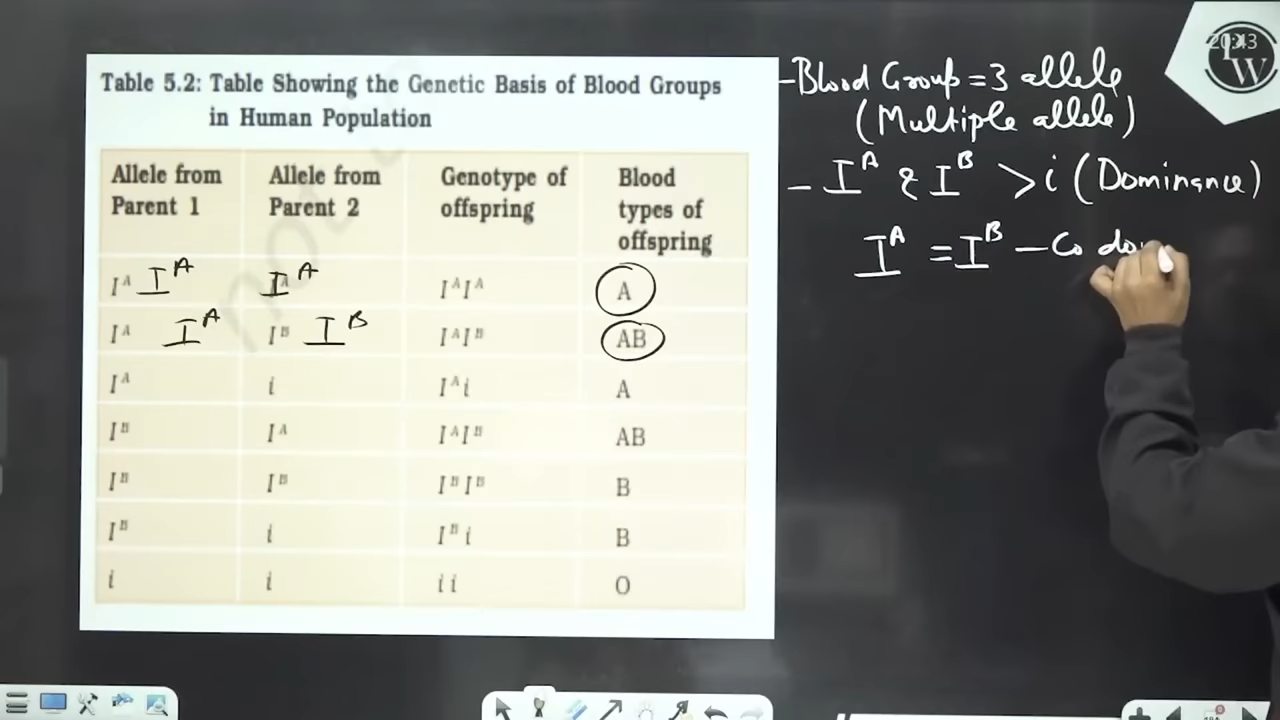 Table 5.2: Table Showing the Genetic Basis of Blood Groups
in Human Population
Allele from Parent 1 Allele from Parent 2 Genotype of offspring Blood types of offspring
I^A I^A I^A I^A I^A A
I^A I^A I^B I^B I^A I^B AB
I^A i I^A i A
I^B I^A I^A I^B AB
I^B I^B I^B I^B B
I^B i I^B i B
i i i i O
- Blood Group = 3 allele
(Multiple allele)
- I^A & I^B > i (Dominance)
I^A = I^B - Co do
20:43
W